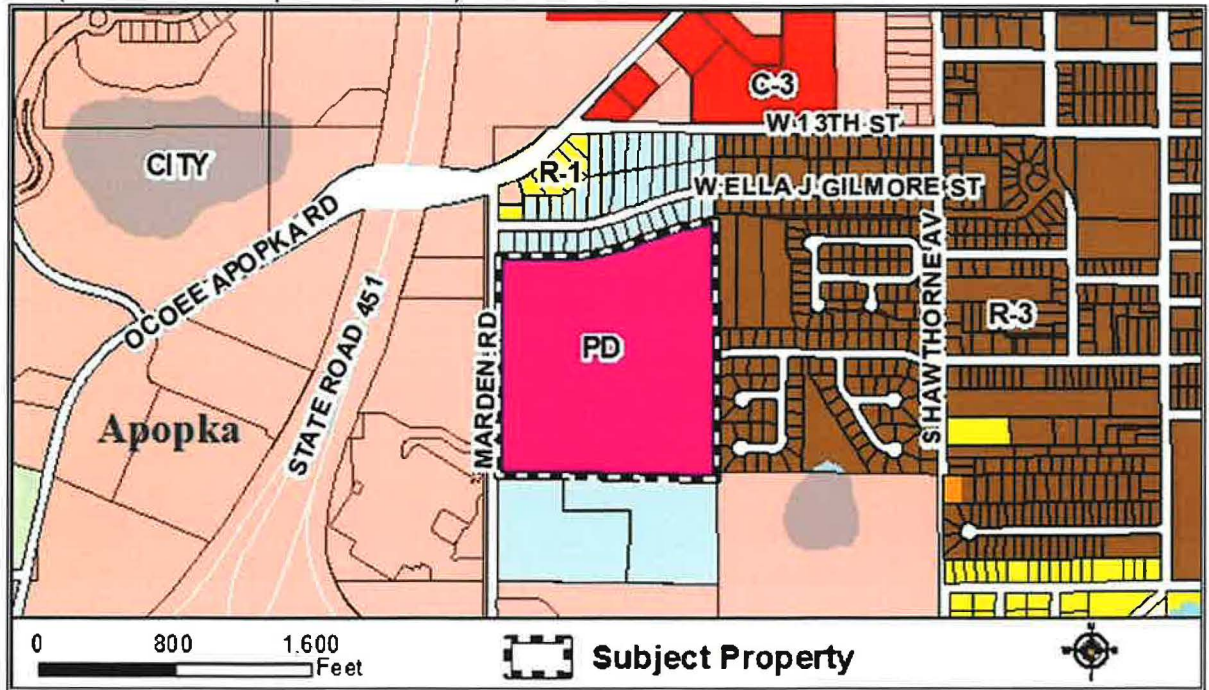 C-3
W 13TH ST
CITY
R-1
W ELLA J GILMORE ST
OCOEE APOPKA RD
STATE ROAD 451
MARDEN RD
PD
S HAWTHORNE AV
R-3
Apopka
0 800 1,600
Feet
Subject Property